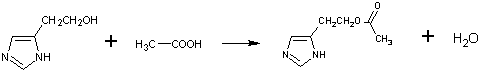 CH₂CH₂OH
N
NH
+
H₃C
COOH
CH₂CH₂O
O
CH₃
N
NH
+
H₂O